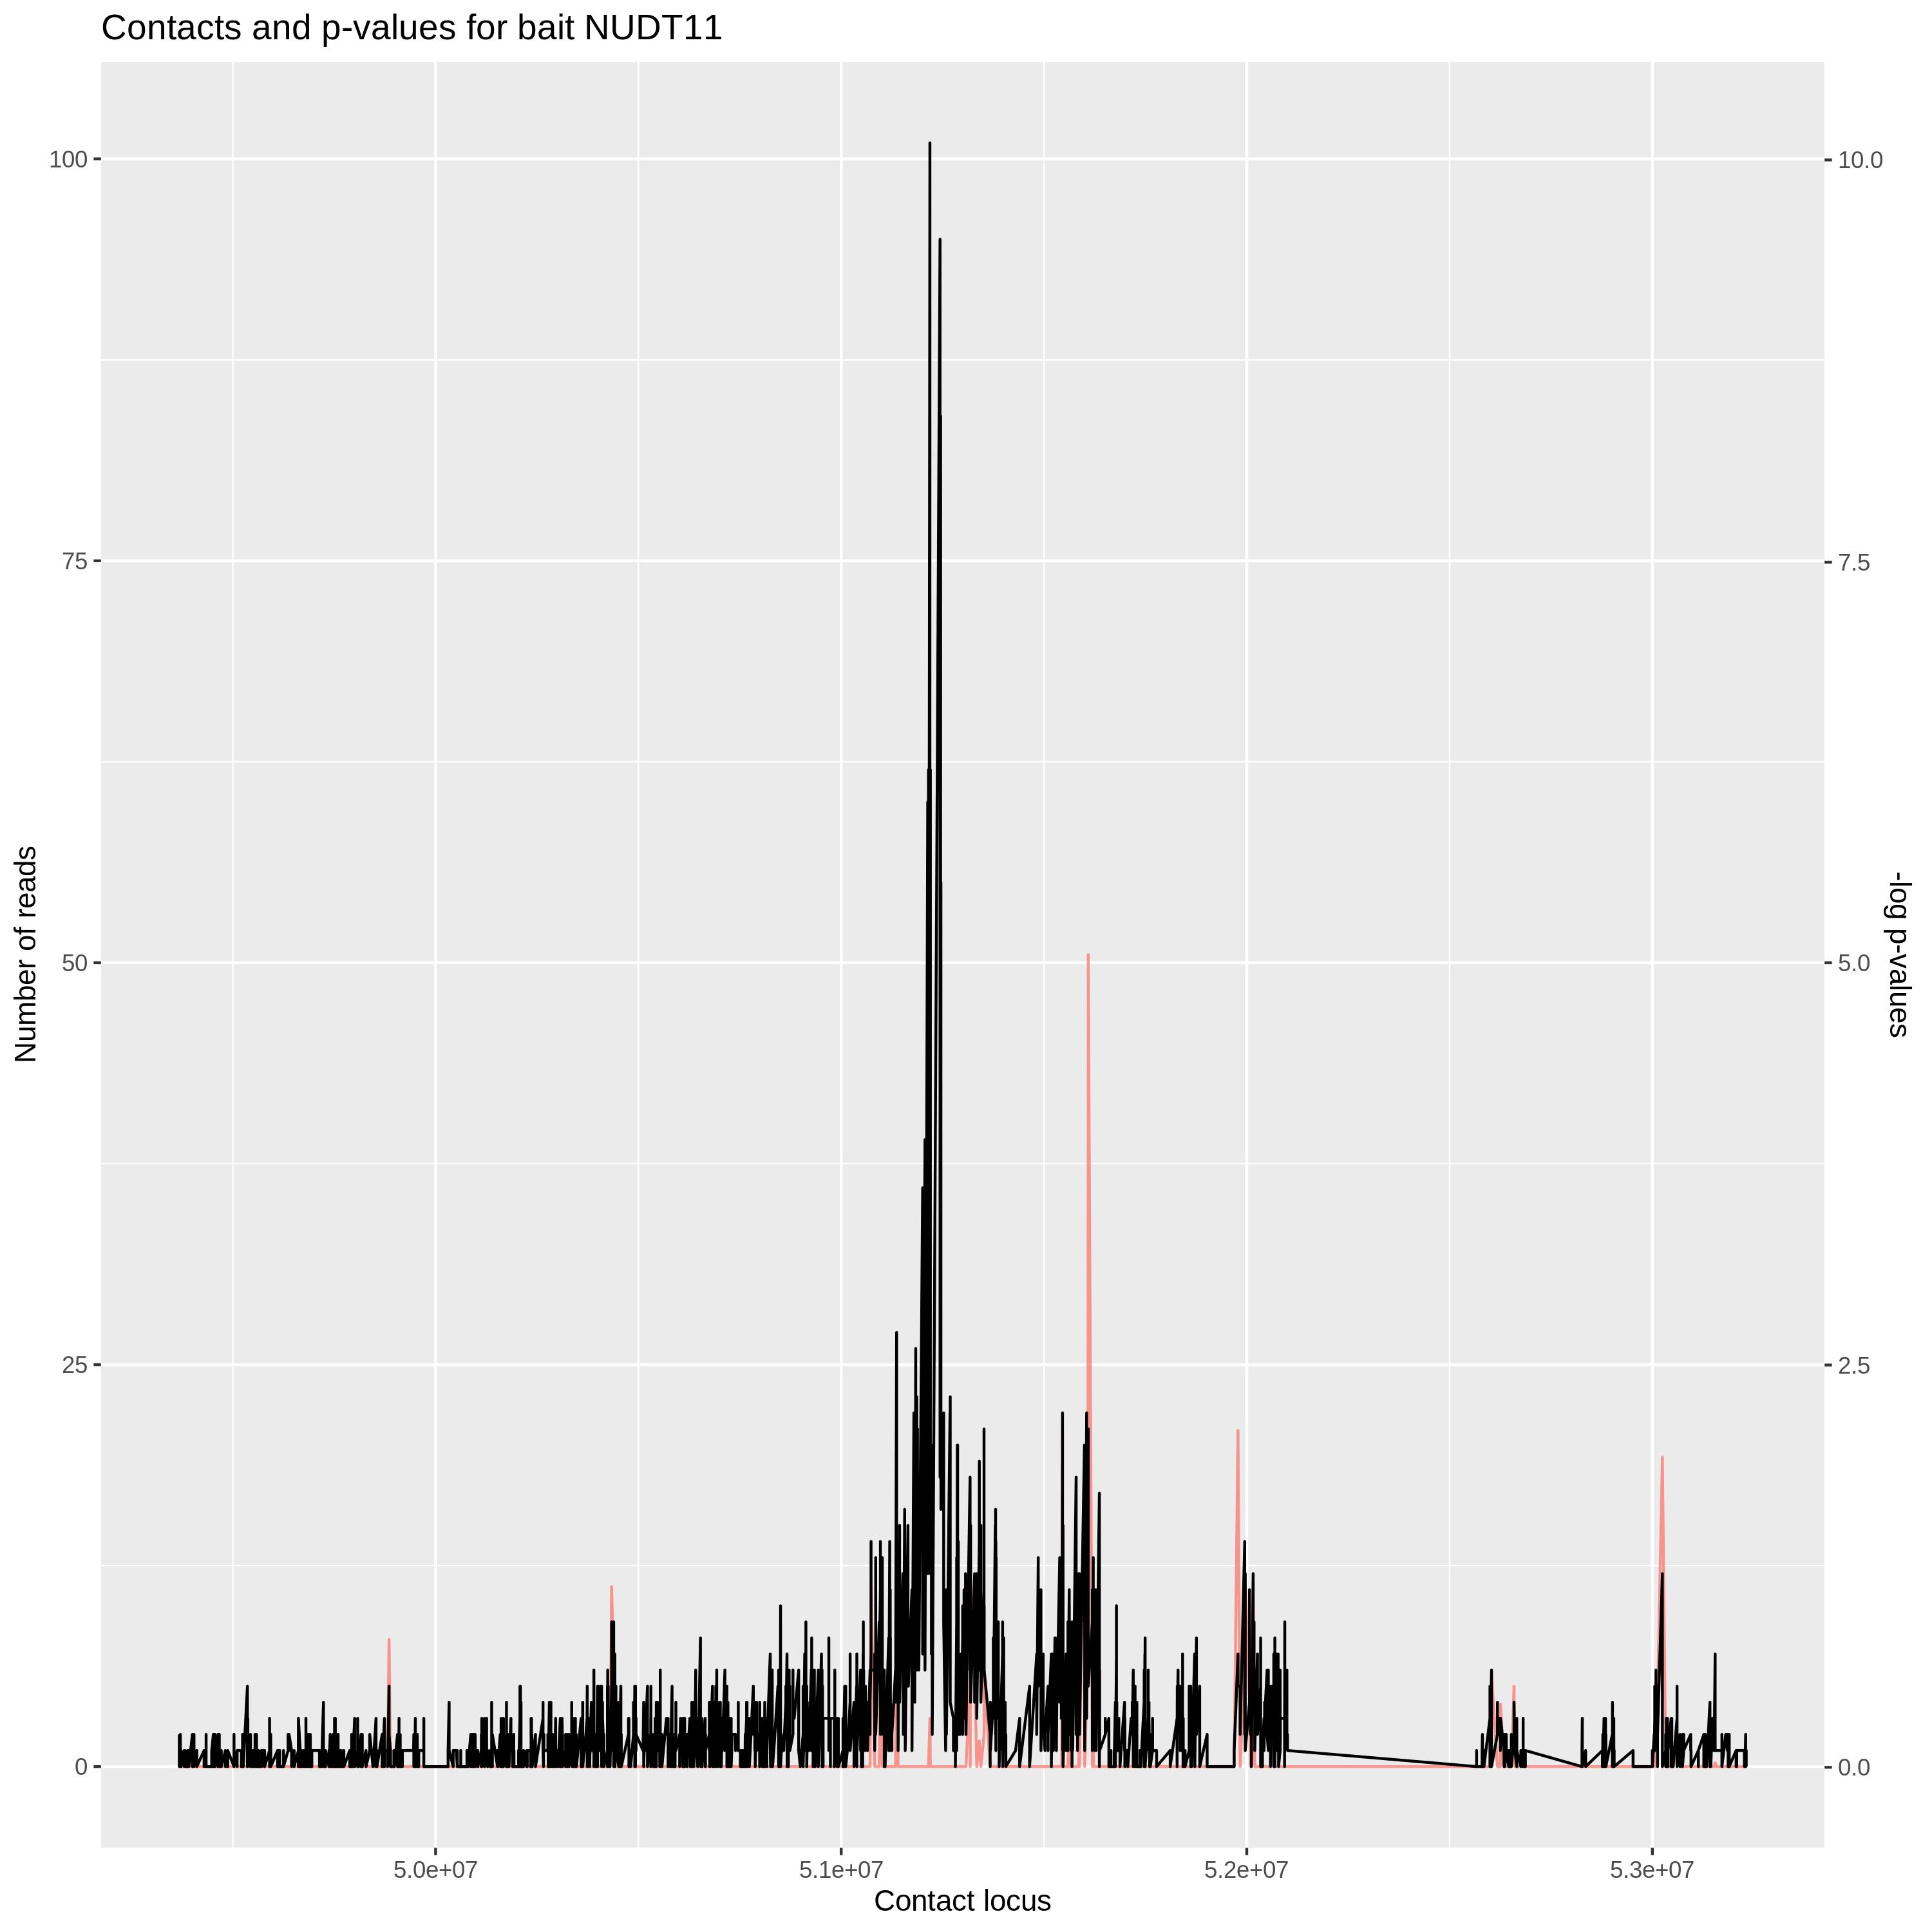 Contacts and p-values for bait NUDT11
100
75
50
25
0
10.0
7.5
5.0
2.5
0.0
Number of reads
-log p-values
5.0e+07
5.1e+07
5.2e+07
5.3e+07
Contact locus